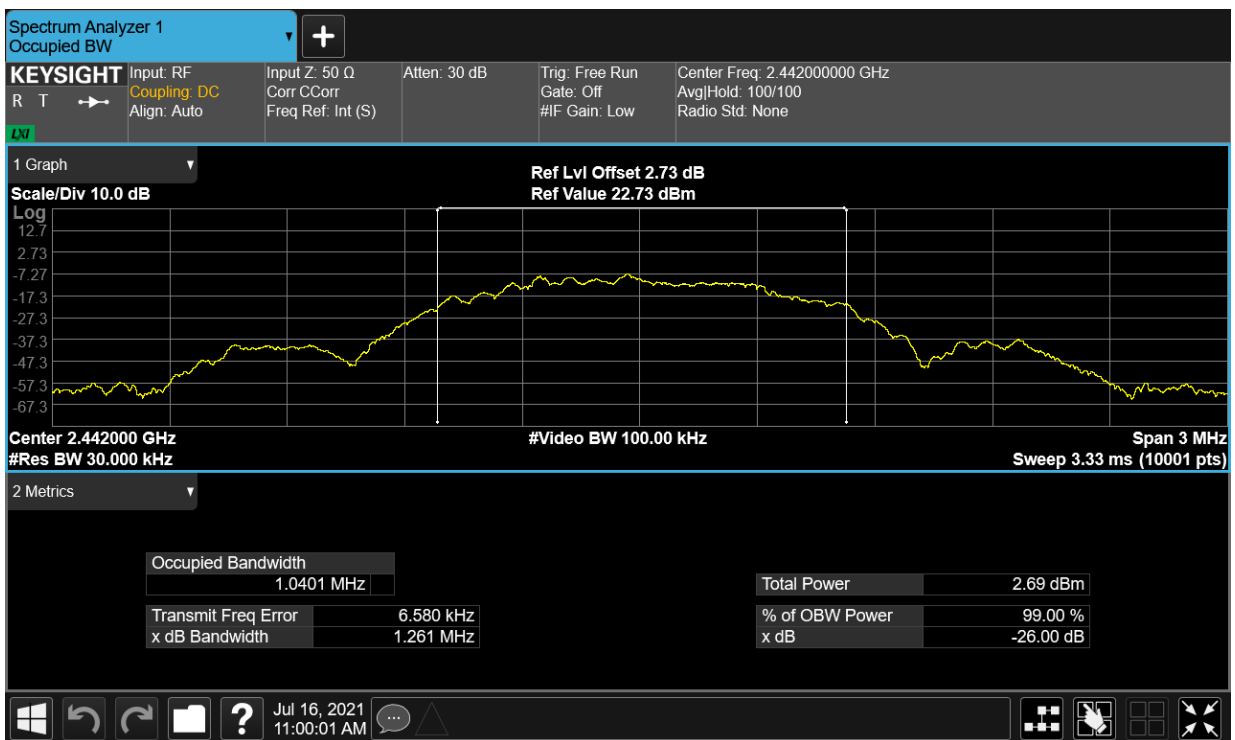 Spectrum Analyzer 1
Occupied BW
▼
+
KEYSIGHT
R T
LXI
Input: RF
Coupling: DC
Align: Auto
Input Z: 50 Ω
Corr CCorr
Freq Ref: Int (S)
Atten: 30 dB
Trig: Free Run
Gate: Off
#IF Gain: Low
Center Freq: 2.442000000 GHz
Avg|Hold: 100/100
Radio Std: None
1 Graph ▼
Scale/Div 10.0 dB
Ref Lvl Offset 2.73 dB
Ref Value 22.73 dBm
Log
12.7
2.73
-7.27
-17.3
-27.3
-37.3
-47.3
-57.3
-67.3
Center 2.442000 GHz
#Res BW 30.000 kHz
#Video BW 100.00 kHz
Span 3 MHz
Sweep 3.33 ms (10001 pts)
2 Metrics ▼
Occupied Bandwidth
1.0401 MHz
Transmit Freq Error 6.580 kHz
x dB Bandwidth 1.261 MHz
Total Power 2.69 dBm
% of OBW Power 99.00 %
x dB -26.00 dB
?
Jul 16, 2021
11:00:01 AM